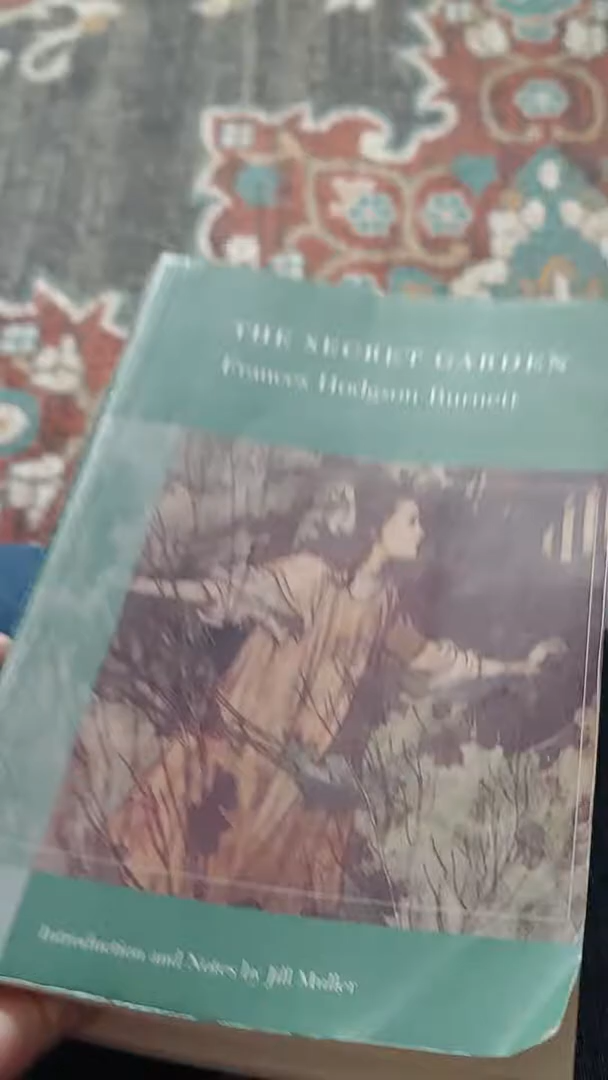 THE SECRET GARDEN
Frances Hodgson Burnett
Introduction and Notes by Jill Muller